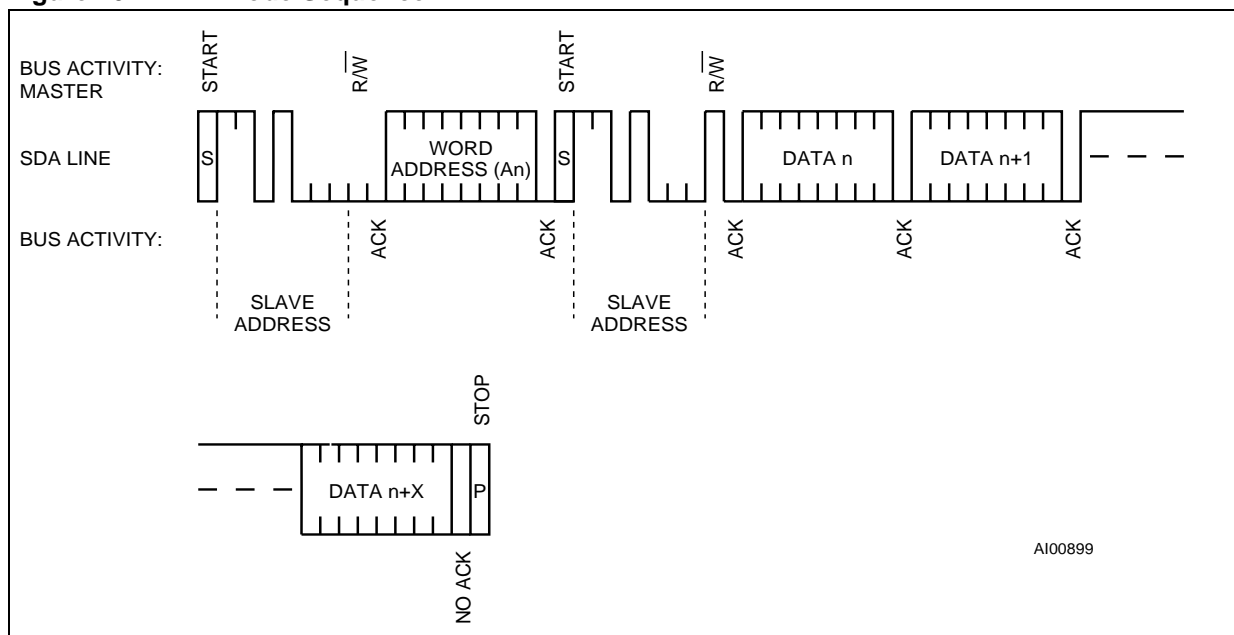 BUS ACTIVITY:
MASTER
START
R/W
START
R/W
SDA LINE
S
WORD
ADDRESS (An)
S
DATA n
DATA n+1
BUS ACTIVITY:
ACK
ACK
ACK
ACK
ACK
SLAVE
ADDRESS
SLAVE
ADDRESS
STOP
DATA n+X
P
NO ACK
AI00899